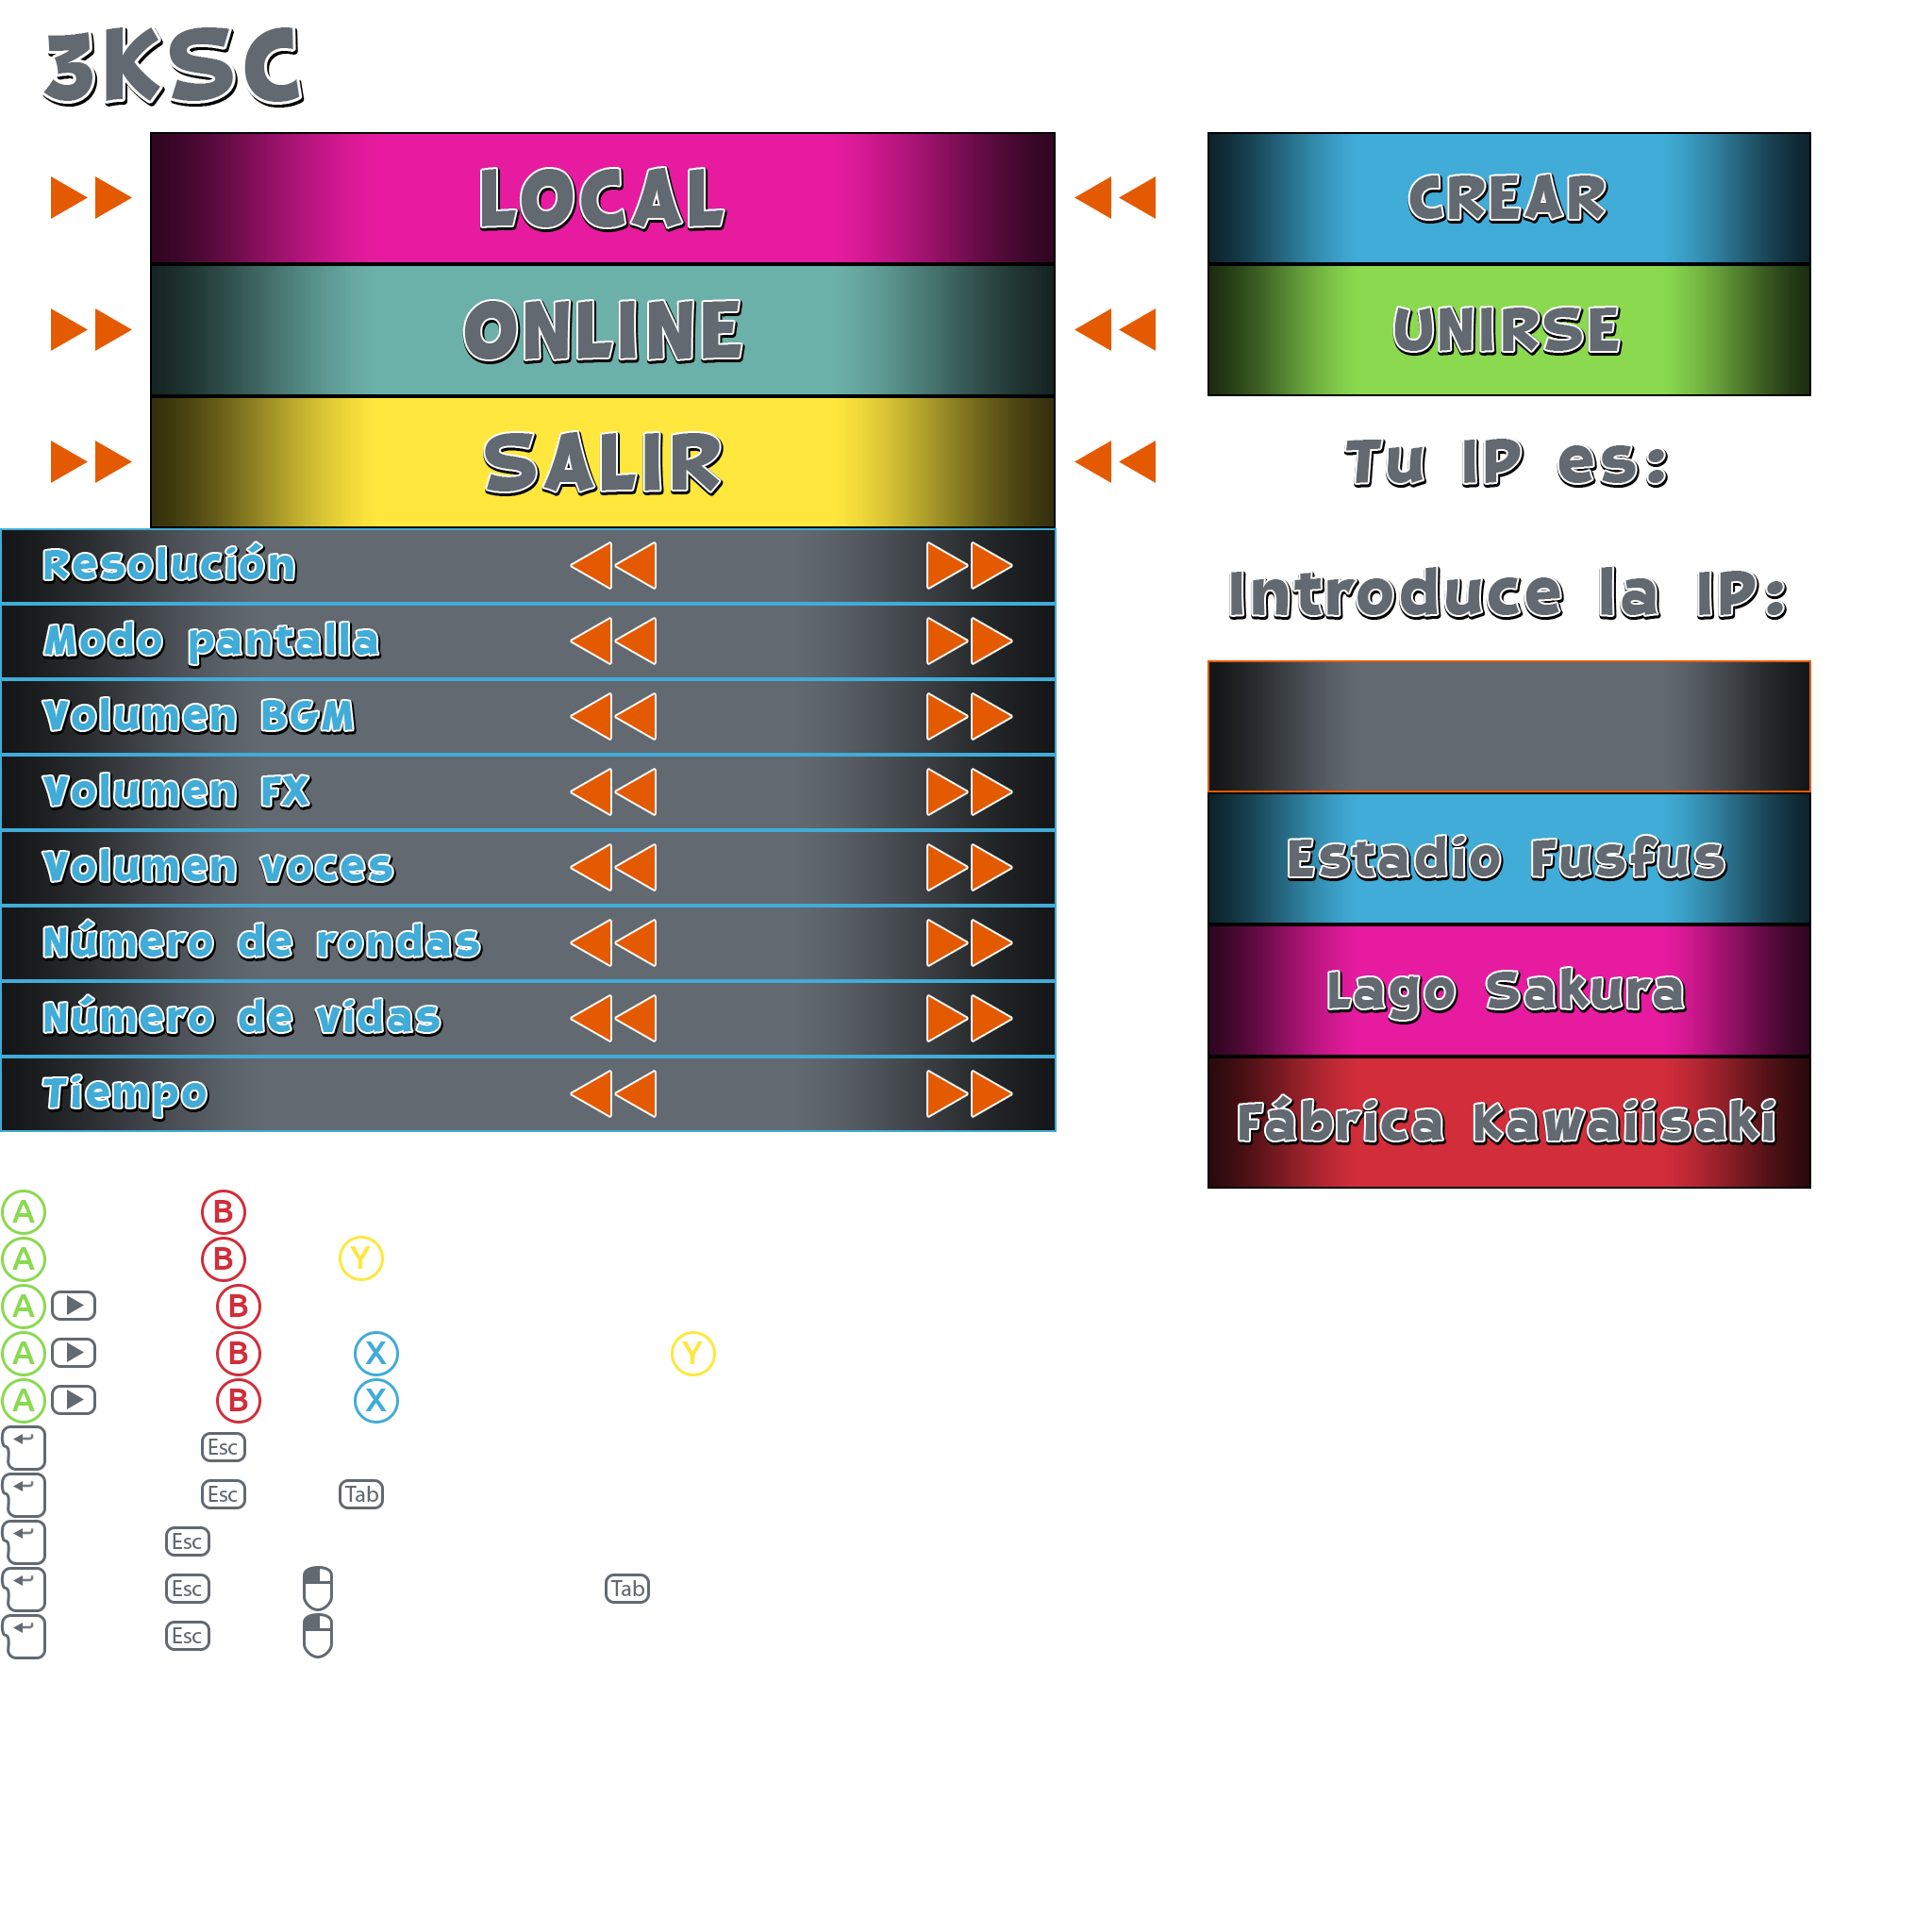 3KSC
LOCAL
ONLINE
SALIR
CREAR
UNIRSE
Tu IP es:
Introduce la IP:
Resolución
Modo pantalla
Volumen BGM
Volumen FX
Volumen voces
Número de rondas
Número de vidas
Tiempo
Estadio Fusfus
Lago Sakura
Fábrica Kawaiisaki
A B
A B Y
A B
A B X Y
A B X
Esc
Esc Tab
Esc
Esc Tab
Esc